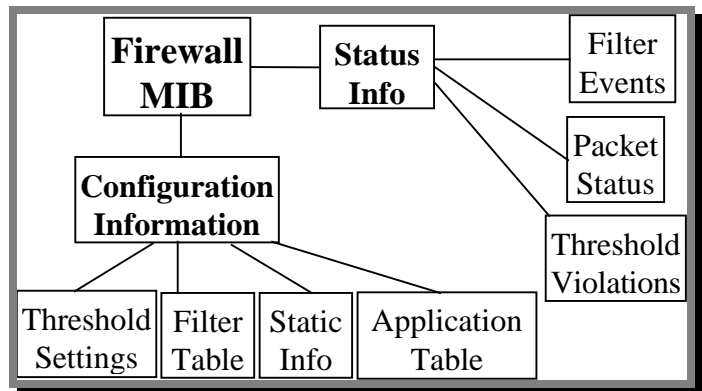 Firewall
MIB
Status
Info
Filter
Events
Packet
Status
Configuration
Information
Threshold
Violations
Threshold
Settings
Filter
Table
Static
Info
Application
Table